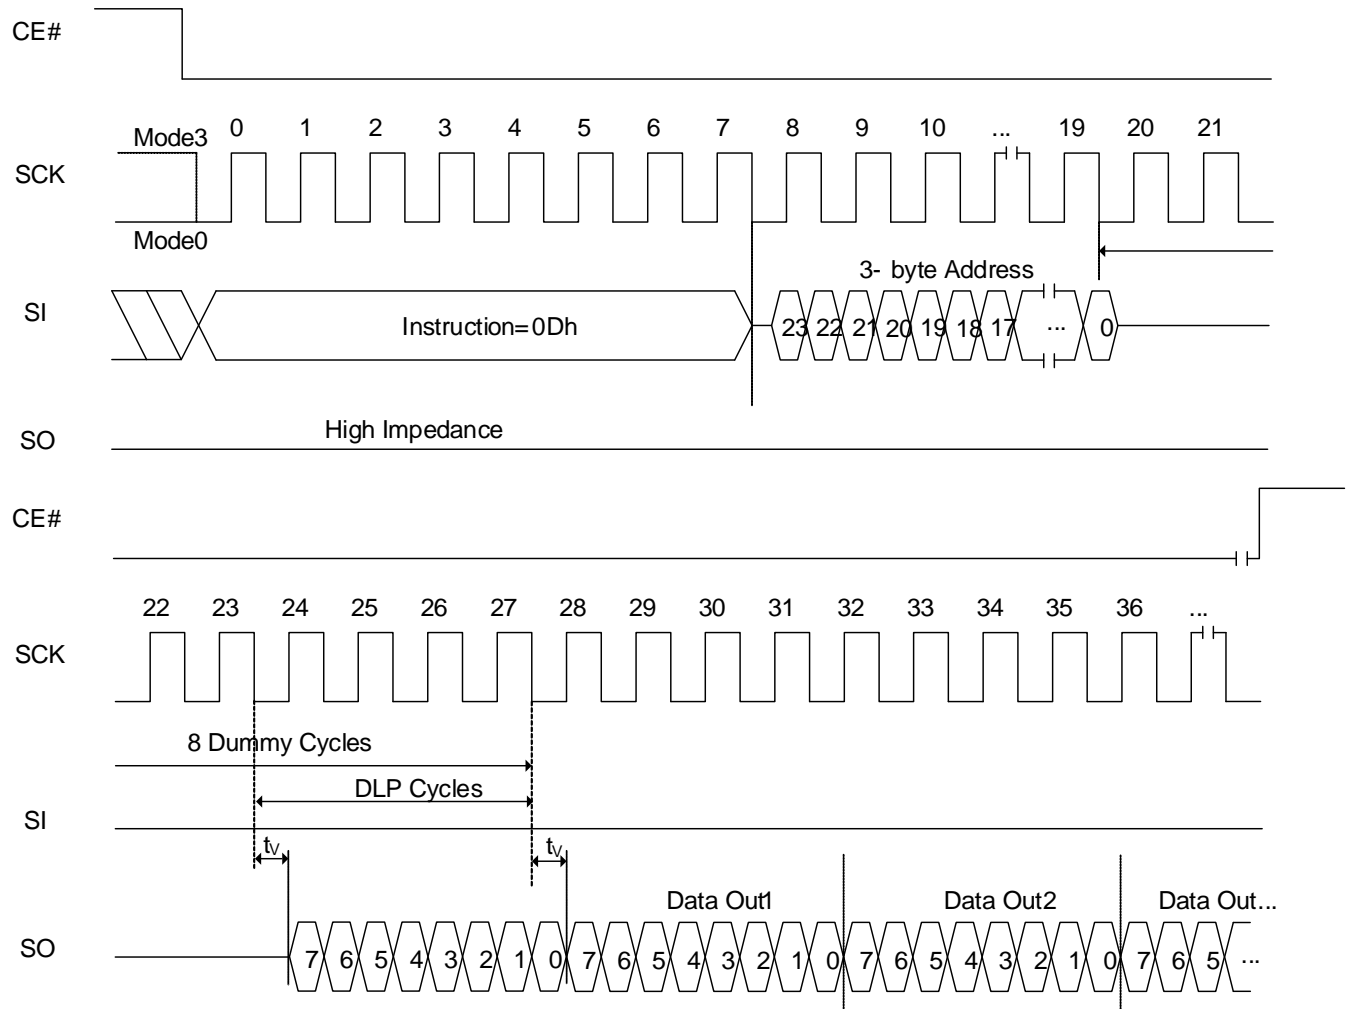 CE#
0 1 2 3 4 5 6 7 8 9 10 ... 19 20 21
Mode3
SCK
Mode0
3- byte Address
SI
Instruction=0Dh
23 22 21 20 19 18 17 ... 0
High Impedance
SO
CE#
22 23 24 25 26 27 28 29 30 31 32 33 34 35 36 ...
SCK
8 Dummy Cycles
DLP Cycles
SI
tV tV
Data Out1 Data Out2 Data Out...
SO
7 6 5 4 3 2 1 0 7 6 5 4 3 2 1 0 7 6 5 4 3 2 1 0 7 6 5 ...